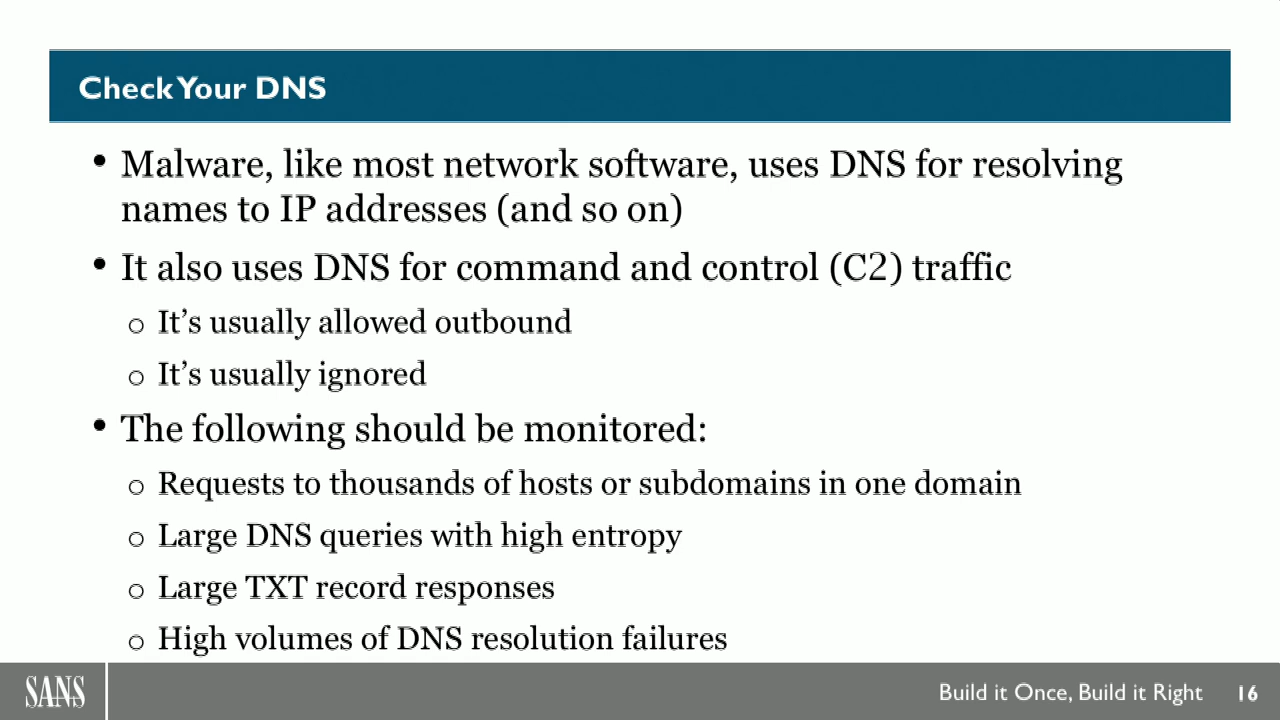 Check Your DNS
• Malware, like most network software, uses DNS for resolving
names to IP addresses (and so on)
• It also uses DNS for command and control (C2) traffic
o It’s usually allowed outbound
o It’s usually ignored
• The following should be monitored:
o Requests to thousands of hosts or subdomains in one domain
o Large DNS queries with high entropy
o Large TXT record responses
o High volumes of DNS resolution failures
SANS
Build it Once, Build it Right
16